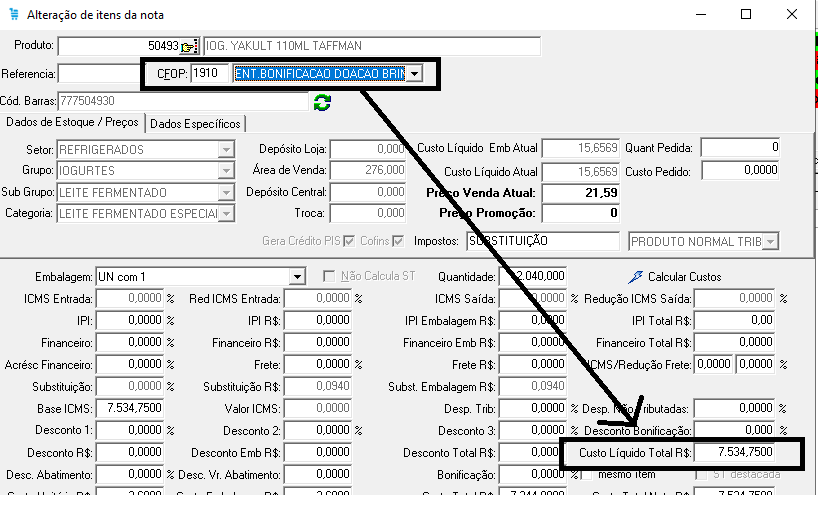 Alteração de itens da nota
Produto: 50493 IOG. YAKULT 110ML TAFFMAN
Referencia: CFOP: 1910 ENT.BONIFICACAO DOACAO BRIN
Cód. Barras: 777504930
Dados de Estoque / Preços Dados Específicos
Setor: REFRIGERADOS Depósito Loja: 0,000 Custo Líquido Emb Atual 15,6569 Quant Pedida: 0
Grupo: IOGURTES Área de Venda: 276,000 Custo Líquido Atual 15,6569 Custo Pedido: 0,0000
Sub Grupo: LEITE FERMENTADO Depósito Central: 0,000 Preço Venda Atual: 21,59
Categoria: LEITE FERMENTADO ESPECIAI Troca: 0,000 Preço Promoção: 0
Gera Crédito PIS Cofins Impostos: SUBSTITUIÇÃO PRODUTO NORMAL TRIB
Embalagem: UN com 1 Não Calcula ST Quantidade: 2.040,000 Calcular Custos
ICMS Entrada: 0,0000 % Red ICMS Entrada: 0,0000 % ICMS Saída: 0,0000 % Redução ICMS Saída: 0,0000 %
IPI: 0,0000 % IPI R$: 0,0000 IPI Embalagem R$: 0,0000 IPI Total R$: 0,00
Financeiro: 0,0000 % Financeiro R$: 0,0000 Financeiro Emb R$: 0,0000 Financeiro Total R$: 0,0000
Acrésc Financeiro: 0,0000 % Frete: 0,0000 % Frete R$: 0,0000 ICMS/Redução Frete: 0,0000 0,0000 %
Substituição: 0,0000 % Substituição R$: 0,0940 Subst. Embalagem R$: 0,0940
Base ICMS: 7.534,7500 Valor ICMS: 0,0000 Desp. Trib: 0,0000 % Desp. Não Tributadas: 0,0000 %
Desconto 1: 0,0000 % Desconto 2: 0,0000 % Desconto 3: 0,0000 % Desconto Bonificação: 0,000 %
Desconto R$: 0,0000 Desconto Emb R$: 0,0000 Desconto Total R$: 0,0000 Custo Líquido Total R$: 7.534,7500
Desc. Abatimento: 0,0000 % Desc. Vr. Abatimento: 0,0000 Bonificação: 0,0000 % mesmo item ST destacada